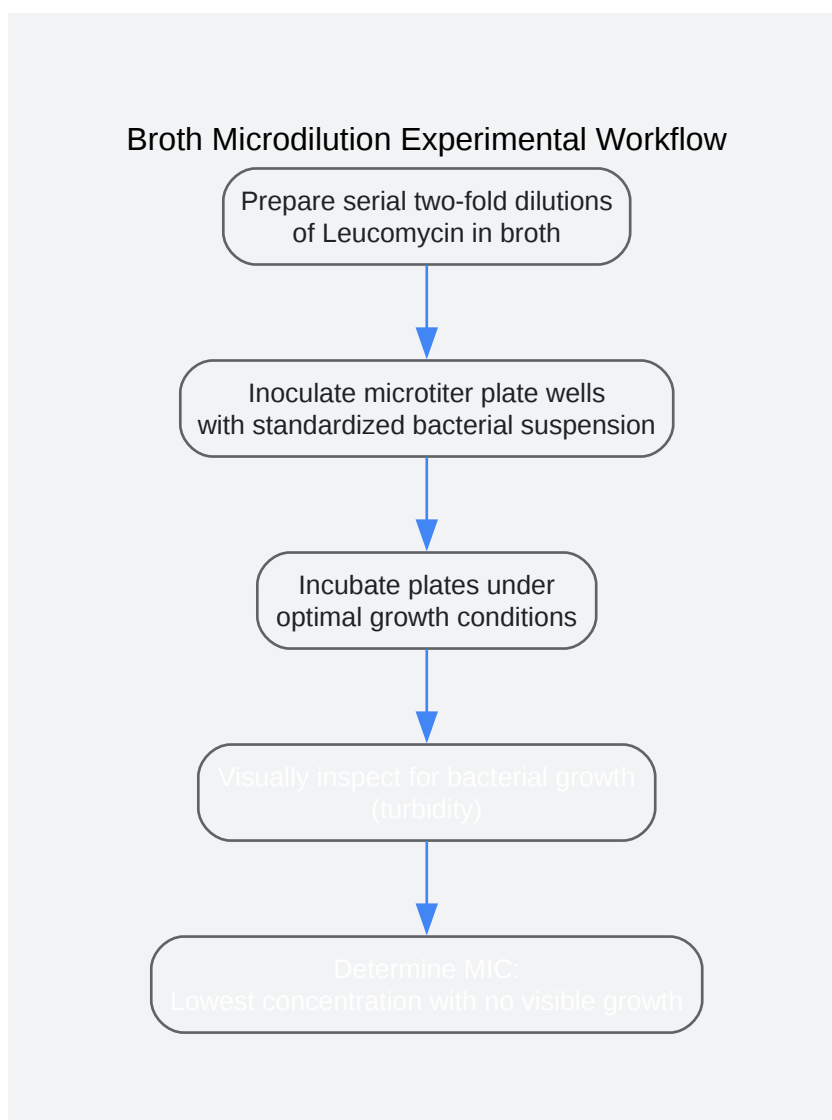 Broth Microdilution Experimental Workflow
Prepare serial two-fold dilutions
of Leucomycin in broth
Inoculate microtiter plate wells
with standardized bacterial suspension
Incubate plates under
optimal growth conditions
Visually inspect for bacterial growth
(turbidity)
Determine MIC:
Lowest concentration with no visible growth